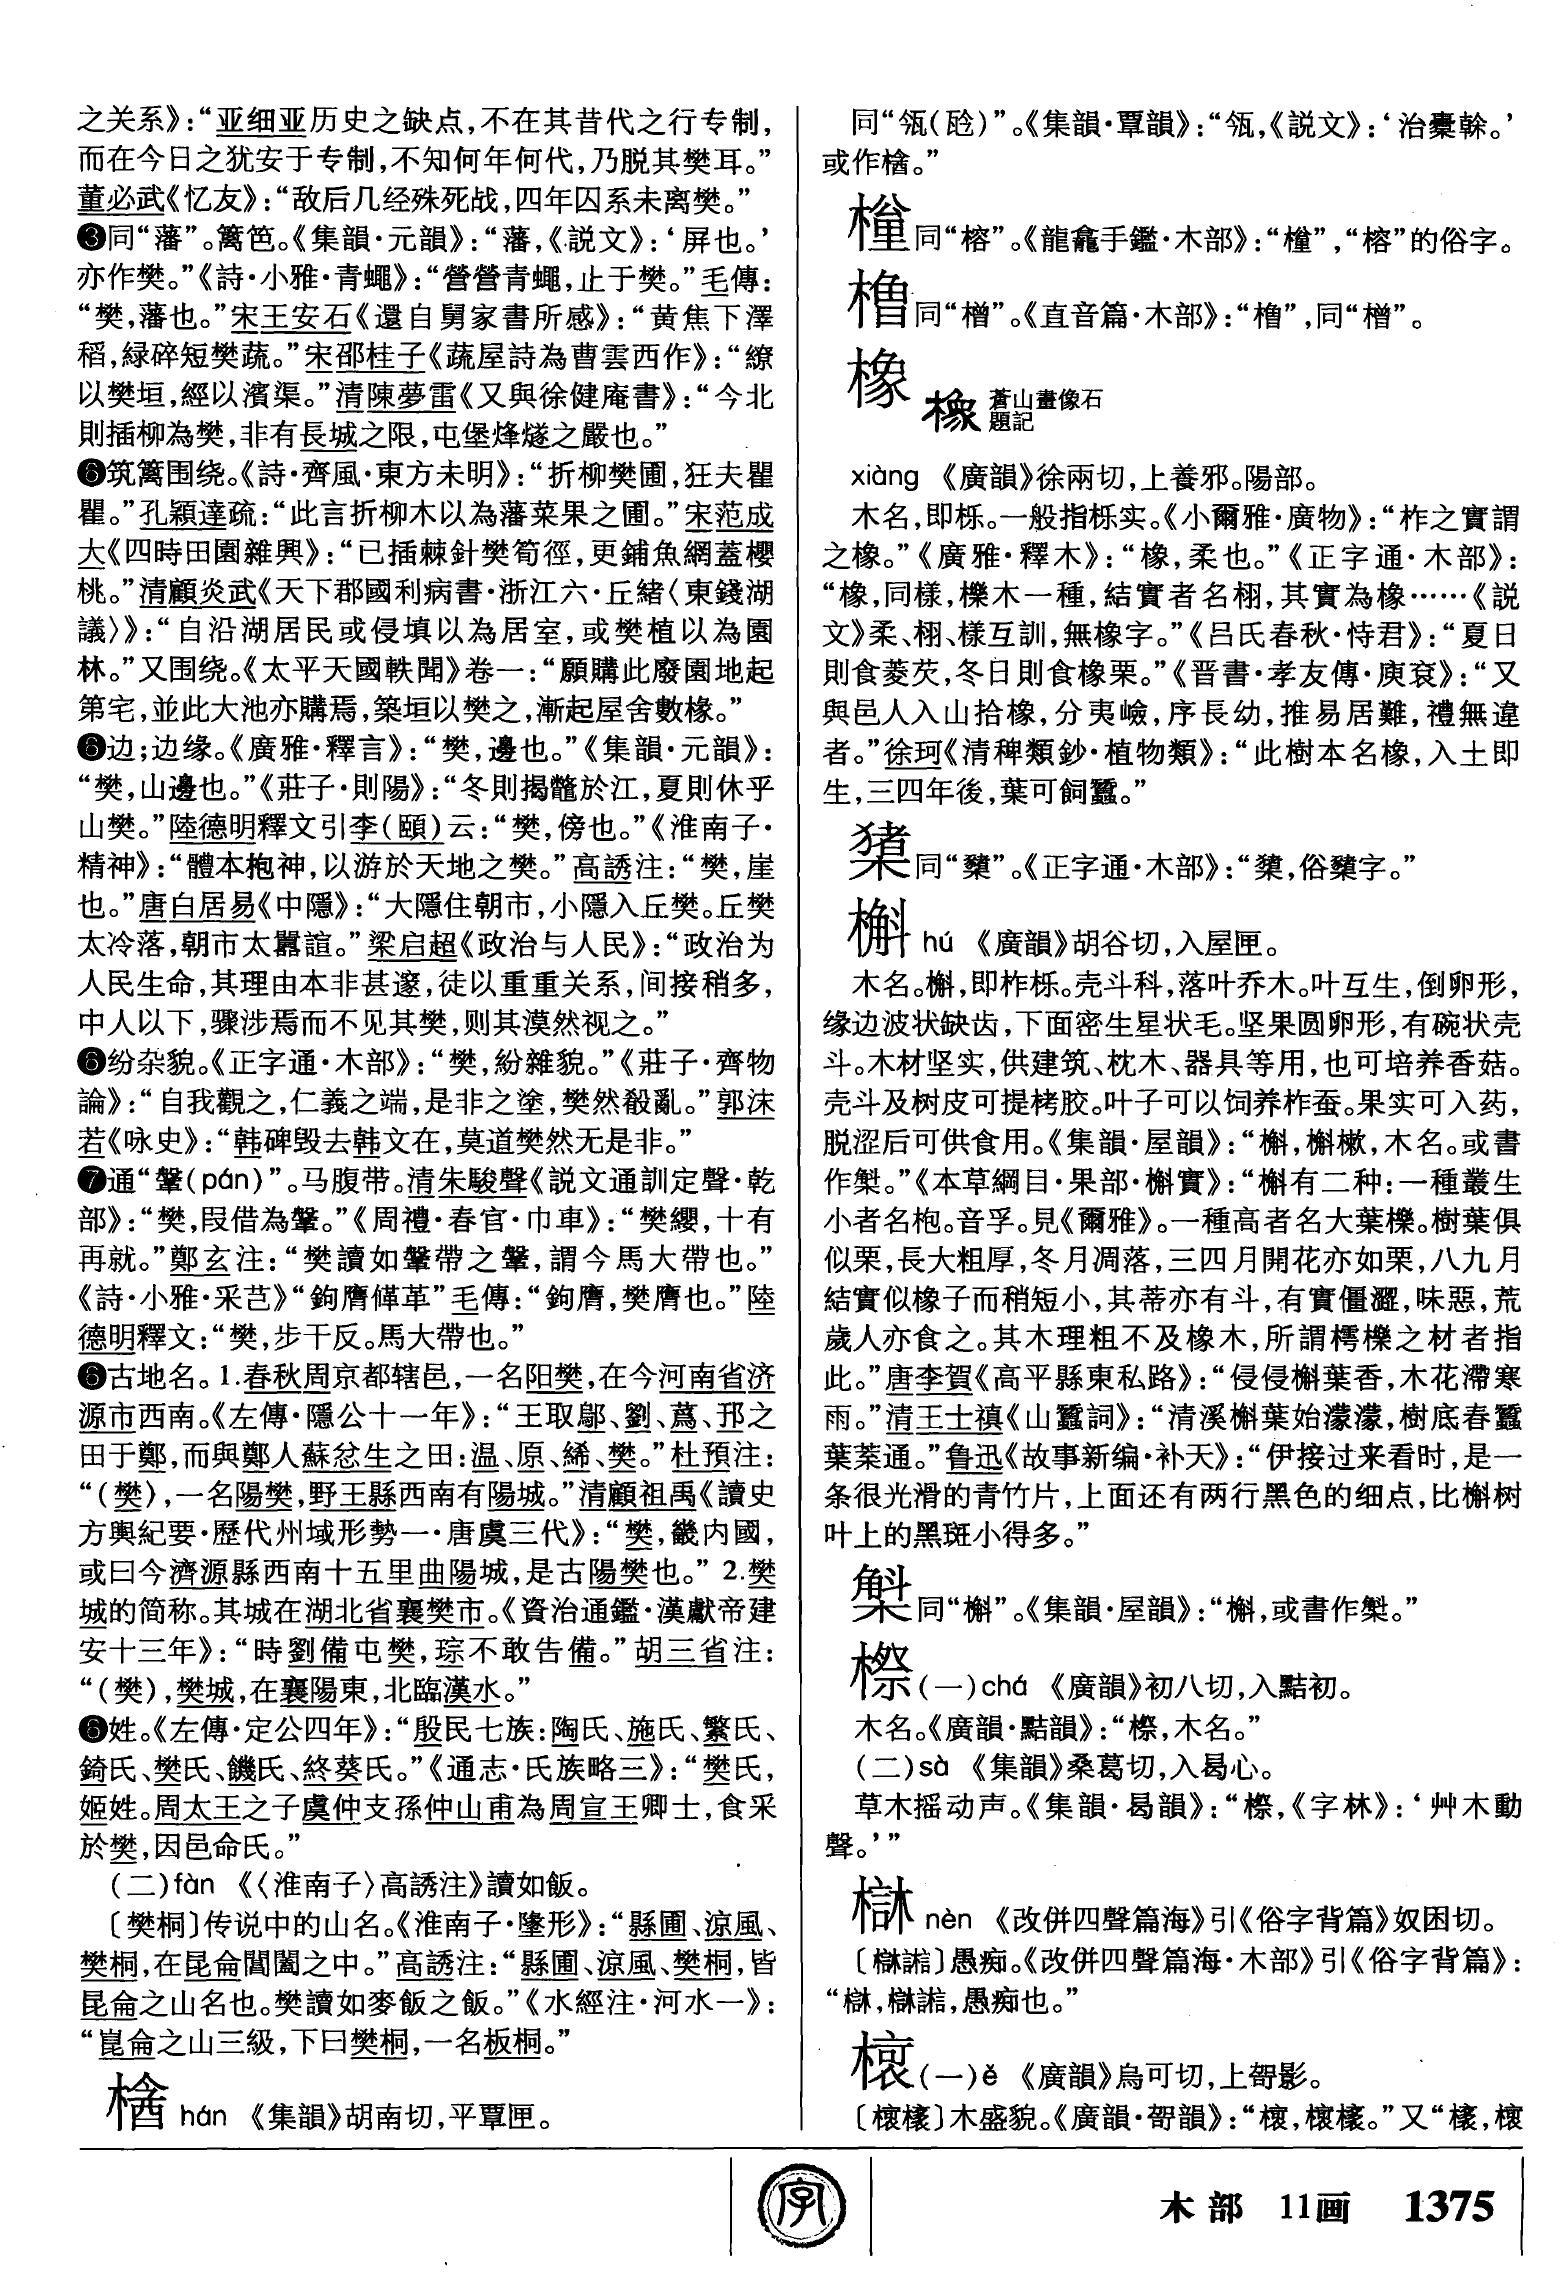 之关系》：“亚细亚历史之缺点，不在其昔代之行专制，
而在今日之犹安于专制，不知何年何代，乃脱其樊耳。”
董必武《忆友》：“敌后几经殊死战，四年囚系未离樊。”
❸同“藩”。篱笆。《集韻·元韻》：“藩，《説文》：‘屏也。’
亦作樊。”《詩·小雅·青蠅》：“營營青蠅，止于樊。”毛傳：
“樊，藩也。”宋王安石《還自舅家書所感》：“黄焦下澤
稻，緑碎短樊蔬。”宋邵桂子《蔬屋詩為曹雲西作》：“繚
以樊垣，經以濱渠。”清陳夢雷《又與徐健庵書》：“今北
則插柳為樊，非有長城之限，屯堡烽燧之嚴也。”
❻筑篱围绕。《詩·齊風·東方未明》：“折柳樊圃，狂夫瞿
瞿。”孔穎達疏：“此言折柳木以為藩菜果之圃。”宋范成
大《四時田園雜興》：“已插棘針樊筍徑，更鋪魚網蓋櫻
桃。”清顧炎武《天下郡國利病書·浙江六·丘緒〈東錢湖
議〉》：“自沿湖居民或侵填以為居室，或樊植以為園
林。”又围绕。《太平天國軼聞》卷一：“願購此廢園地起
第宅，並此大池亦購焉，築垣以樊之，漸起屋舍數椽。”
❻边；边缘。《廣雅·釋言》：“樊，邊也。”《集韻·元韻》：
“樊，山邊也。”《莊子·則陽》：“冬則擉鼈於江，夏則休乎
山樊。”陸德明釋文引李（頤）云：“樊，傍也。”《淮南子·
精神》：“體本抱神，以游於天地之樊。”高誘注：“樊，崖
也。”唐白居易《中隱》：“大隱住朝市，小隱入丘樊。丘樊
太冷落，朝市太囂諠。”梁启超《政治与人民》：“政治为
人民生命，其理由本非甚邃，徒以重重关系，间接稍多，
中人以下，骤涉焉而不见其樊，则其漠然视之。”
❻纷杂貌。《正字通·木部》：“樊，紛雜貌。”《莊子·齊物
論》：“自我觀之，仁義之端，是非之塗，樊然殽亂。”郭沫
若《咏史》：“韩碑毁去韩文在，莫道樊然无是非。”
❼通“鞶（pán）”。马腹带。清朱駿聲《説文通訓定聲·乾
部》：“樊，叚借為鞶。”《周禮·春官·巾車》：“樊纓，十有
再就。”鄭玄注：“樊讀如鞶帶之鞶，謂今馬大帶也。”
《詩·小雅·采芑》“鉤膺鞗革”毛傳：“鉤膺，樊膺也。”陸
德明釋文：“樊，步干反。馬大帶也。”
❻古地名。1.春秋周京都辖邑，一名阳樊，在今河南省济
源市西南。《左傳·隱公十一年》：“王取鄔、劉、蒍、邘之
田于鄭，而與鄭人蘇忿生之田：温、原、絺、樊。”杜預注：
“（樊），一名陽樊，野王縣西南有陽城。”清顧祖禹《讀史
方輿紀要·歷代州域形勢一·唐虞三代》：“樊，畿内國，
或曰今濟源縣西南十五里曲陽城，是古陽樊也。”2.樊
城的简称。其城在湖北省襄樊市。《資治通鑑·漢獻帝建
安十三年》：“時劉備屯樊，琮不敢告備。”胡三省注：
“（樊），樊城，在襄陽東，北臨漢水。”
❻姓。《左傳·定公四年》：“殷民七族：陶氏、施氏、繁氏、
錡氏、樊氏、饑氏、終葵氏。”《通志·氏族略三》：“樊氏，
姬姓。周太王之子虞仲支孫仲山甫為周宣王卿士，食采
於樊，因邑命氏。”
（二）fàn 《〈淮南子〉高誘注》讀如飯。
〔樊桐〕传说中的山名。《淮南子·墬形》：“縣圃、涼風、
樊桐，在昆侖閶闔之中。”高誘注：“縣圃、涼風、樊桐，皆
昆侖之山名也。樊讀如麥飯之飯。”《水經注·河水一》：
“崑侖之山三級，下曰樊桐，一名板桐。”
hán 《集韻》胡南切，平覃匣。
同“㼨（䂫）”。《集韻·覃韻》：“㼨，《説文》：‘治橐榦。’
或作。”
同“榕”。《龍龕手鑑·木部》：“”，“榕”的俗字。
同“橧”。《直音篇·木部》：“”，同“橧”。
橡 橡 蒼山畫像石
題記
xiàng 《廣韻》徐兩切，上養邪。陽部。
木名，即栎。一般指栎实。《小爾雅·廣物》：“柞之實謂
之橡。”《廣雅·釋木》：“橡，柔也。”《正字通·木部》：
“橡，同樣，櫟木一種，結實者名栩，其實為橡……《説
文》柔、栩、樣互訓，無橡字。”《吕氏春秋·恃君》：“夏日
則食菱芡，冬日則食橡栗。”《晋書·孝友傳·庾袞》：“又
與邑人入山拾橡，分夷嶮，序長幼，推易居難，禮無違
者。”徐珂《清稗類鈔·植物類》：“此樹本名橡，入土即
生，三四年後，葉可飼蠶。”
同“櫫”。《正字通·木部》：“，俗櫫字。”
槲 hú 《廣韻》胡谷切，入屋匣。
木名。槲，即柞栎。壳斗科，落叶乔木。叶互生，倒卵形，
缘边波状缺齿，下面密生星状毛。坚果圆卵形，有碗状壳
斗。木材坚实，供建筑、枕木、器具等用，也可培养香菇。
壳斗及树皮可提栲胶。叶子可以饲养柞蚕。果实可入药，
脱涩后可供食用。《集韻·屋韻》：“槲，槲樕，木名。或書
作㯈。”《本草綱目·果部·槲實》：“槲有二种：一種叢生
小者名枹。音孚。見《爾雅》。一種高者名大葉櫟。樹葉俱
似栗，長大粗厚，冬月凋落，三四月開花亦如栗，八九月
結實似橡子而稍短小，其蒂亦有斗，有實僵澀，味惡，荒
歲人亦食之。其木理粗不及橡木，所謂樗櫟之材者指
此。”唐李賀《高平縣東私路》：“侵侵槲葉香，木花滯寒
雨。”清王士禛《山蠶詞》：“清溪槲葉始濛濛，樹底春蠶
葉葉通。”鲁迅《故事新编·补天》：“伊接过来看时，是一
条很光滑的青竹片，上面还有两行黑色的细点，比槲树
叶上的黑斑小得多。”
㯈同“槲”。《集韻·屋韻》：“槲，或書作㯈。”
㮑（一）chá 《廣韻》初八切，入黠初。
木名。《廣韻·黠韻》：“㮑，木名。”
（二）sà 《集韻》桑葛切，入曷心。
草木摇动声。《集韻·曷韻》：“㮑，《字林》：‘艸木動
聲。’”
nèn 《改併四聲篇海》引《俗字背篇》奴困切。
〔〕愚痴。《改併四聲篇海·木部》引《俗字背篇》：
“，，愚痴也。”
（一）ě 《廣韻》烏可切，上哿影。
〔〕木盛貌。《廣韻·哿韻》：“，。”又“，
木部 11画 1375
字